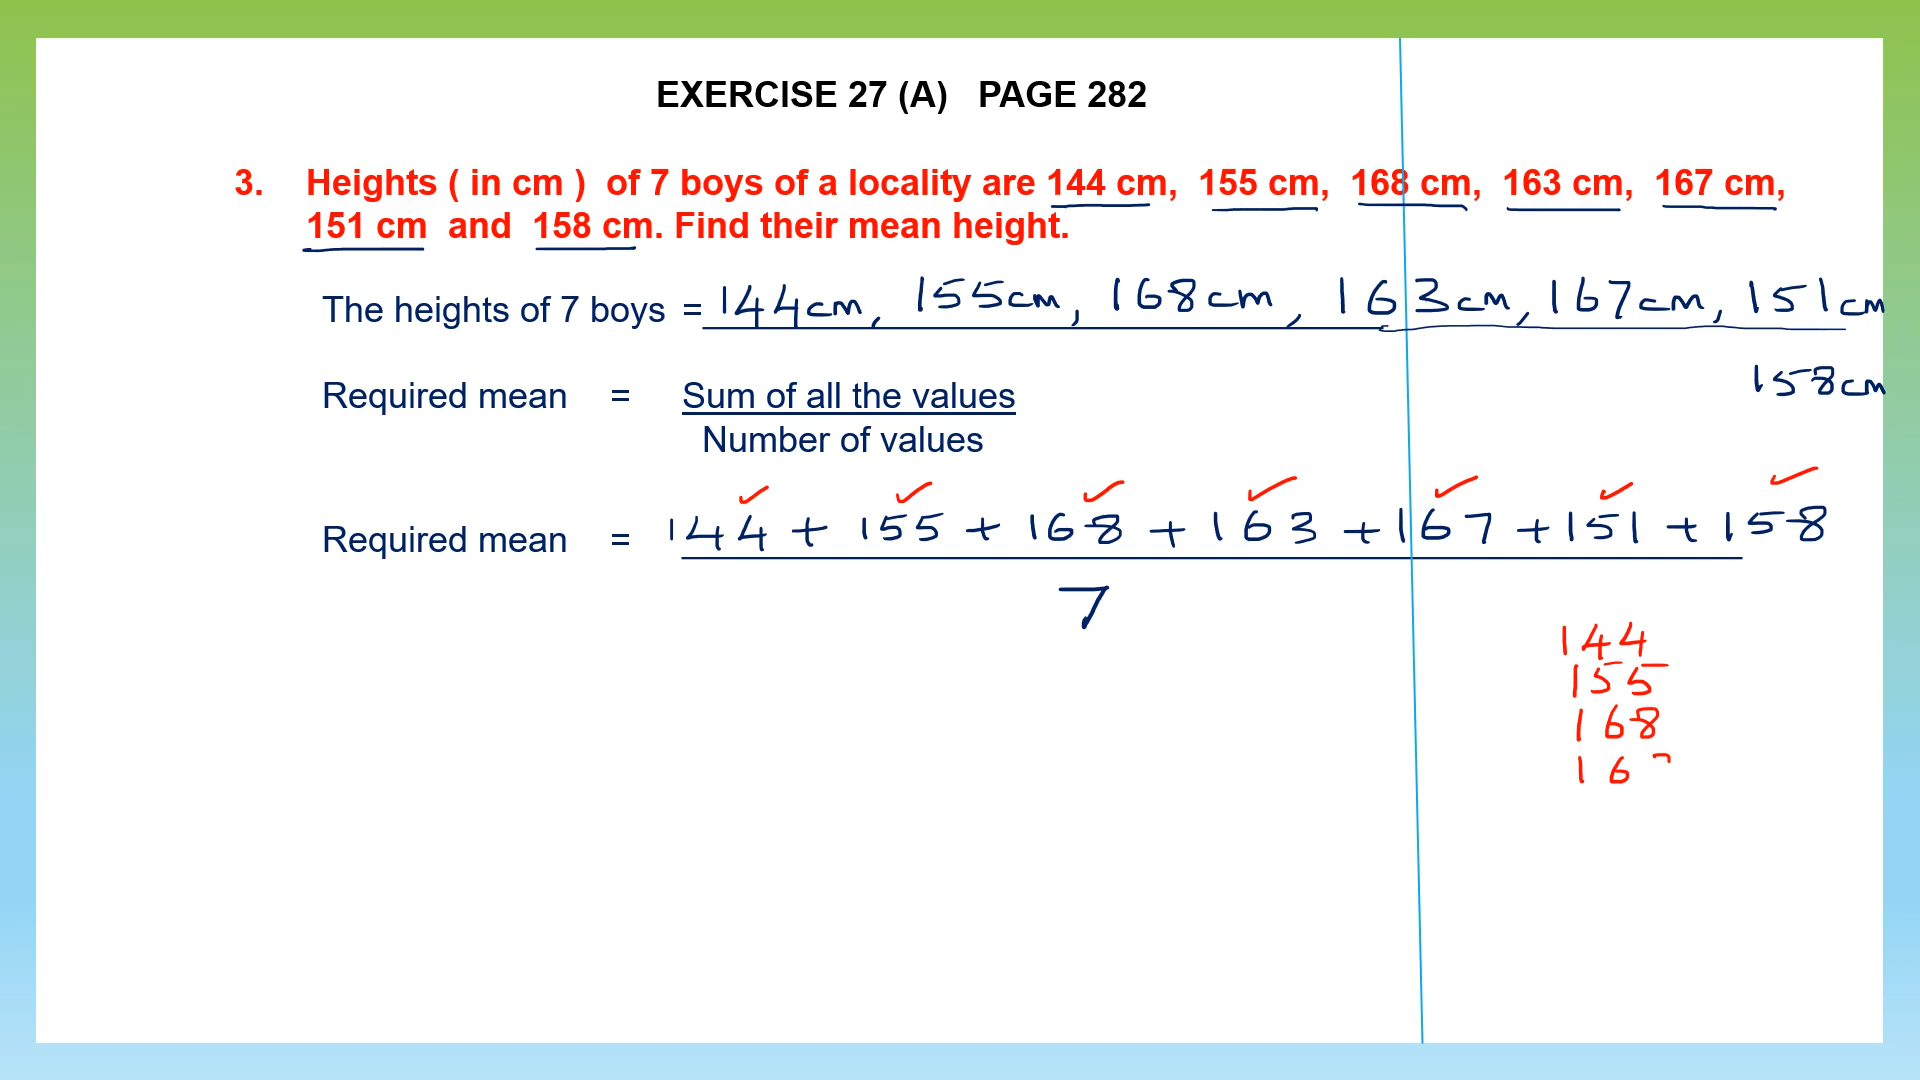 EXERCISE 27 (A) PAGE 282
3. Heights ( in cm ) of 7 boys of a locality are 144 cm, 155 cm, 168 cm, 163 cm, 167 cm,
151 cm and 158 cm. Find their mean height.
The heights of 7 boys = 144cm, 155cm, 168cm, 163cm, 167cm, 151cm
158cm
Required mean = Sum of all the values
Number of values
Required mean = 144 + 155 + 168 + 163 + 167 + 151 + 158
7
144
155
168
16